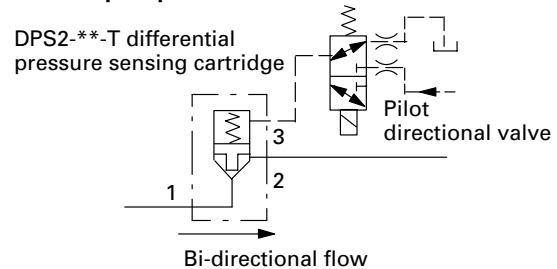 DPS2-**-T differential
pressure sensing cartridge
Pilot
directional valve
3
2
1
Bi-directional flow